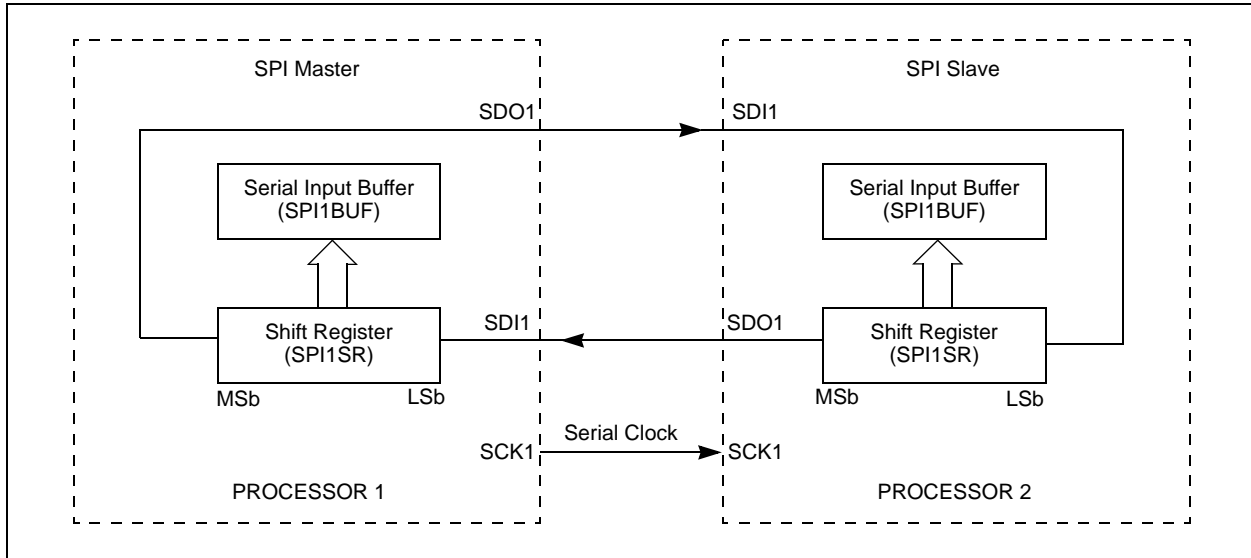 SPI Master
SPI Slave
SDO1
SDI1
Serial Input Buffer
(SPI1BUF)
Serial Input Buffer
(SPI1BUF)
Shift Register
(SPI1SR)
SDI1
SDO1
Shift Register
(SPI1SR)
MSb
LSb
MSb
LSb
Serial Clock
SCK1
SCK1
PROCESSOR 1
PROCESSOR 2